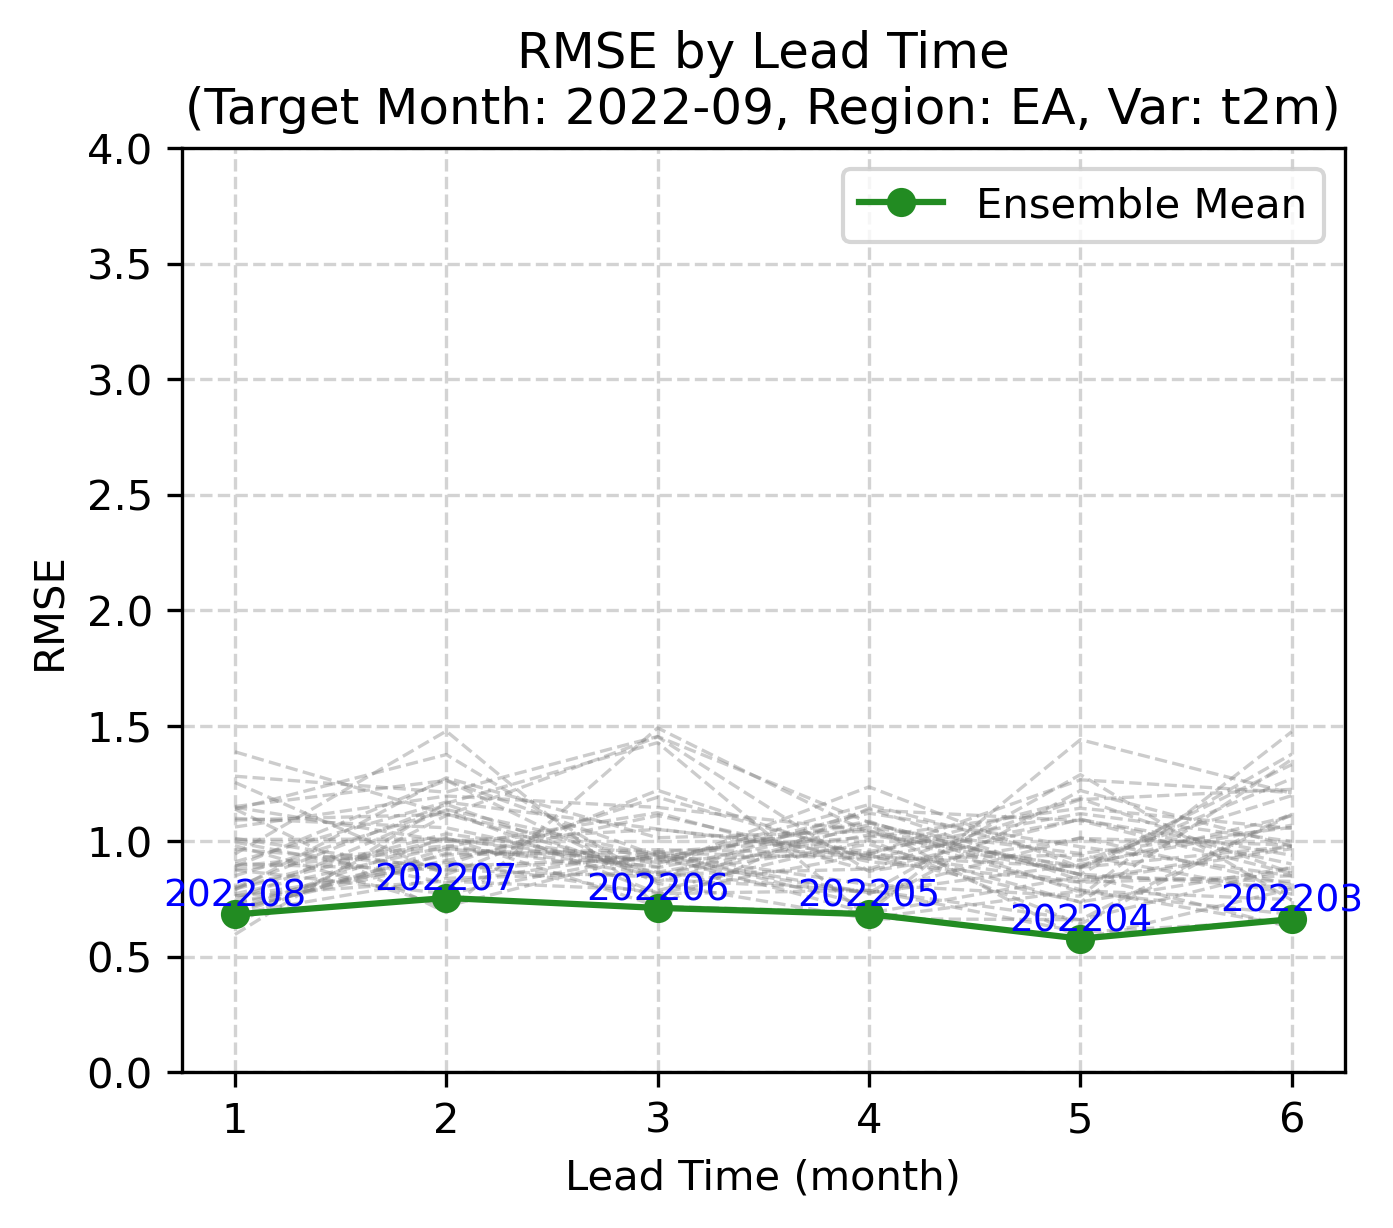 RMSE by Lead Time
(Target Month: 2022-09, Region: EA, Var: t2m)
4.0
3.5
3.0
2.5
2.0
1.5
1.0
0.5
0.0
RMSE
Ensemble Mean
202208
202207
202206
202205
202204
202203
1 2 3 4 5 6
Lead Time (month)